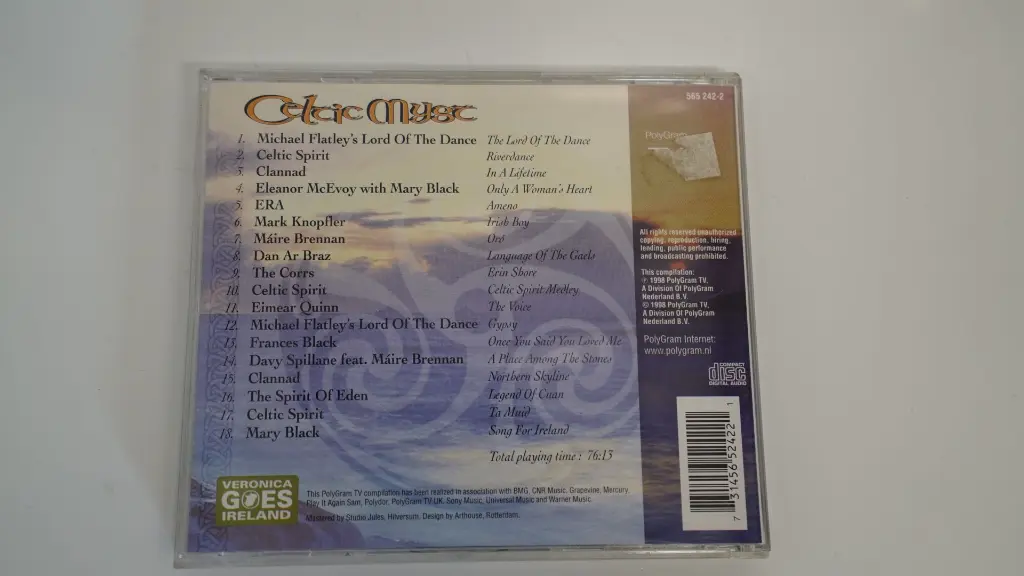 Celtic Myst
1. Michael Flatley's Lord Of The Dance The Lord Of The Dance
2. Celtic Spirit Riverdance
3. Clannad In A Lifetime
4. Eleanor McEvoy with Mary Black Only A Woman's Heart
5. ERA Ameno
6. Mark Knopfler Irish Boy
7. Máire Brennan Oró
8. Dan Ar Braz Language Of The Gaels
9. The Corrs Erin Shore
10. Celtic Spirit Celtic Spirit Medley
11. Eimear Quinn The Voice
12. Michael Flatley's Lord Of The Dance Gypsy
13. Frances Black Once You Said You Loved Me
14. Davy Spillane feat. Máire Brennan A Place Among The Stones
15. Clannad Northern Skyline
16. The Spirit Of Eden Legend Of Cuan
17. Celtic Spirit Ta Muid
18. Mary Black Song For Ireland
Total playing time : 76:15
VERONICA
GOES
IRELAND
This PolyGram TV compilation has been realized in association with BMG, CNR Music, Grapevine, Mercury,
Play It Again Sam, Polydor, PolyGram TV UK, Sony Music, Universal Music and Warner Music.
Mastered by Studio Jules, Hilversum. Design by Arthouse, Rotterdam.
565 242-2
PolyGram
All rights reserved unauthorized
copying, reproduction, hiring,
lending, public performance
and broadcasting prohibited.
This compilation:
℗ 1998 PolyGram TV,
A Division Of PolyGram
Nederland B.V.
© 1998 PolyGram TV,
A Division Of PolyGram
Nederland B.V.
PolyGram Internet:
www.polygram.nl
COMPACT
disc
DIGITAL AUDIO
7 31456 52422 1